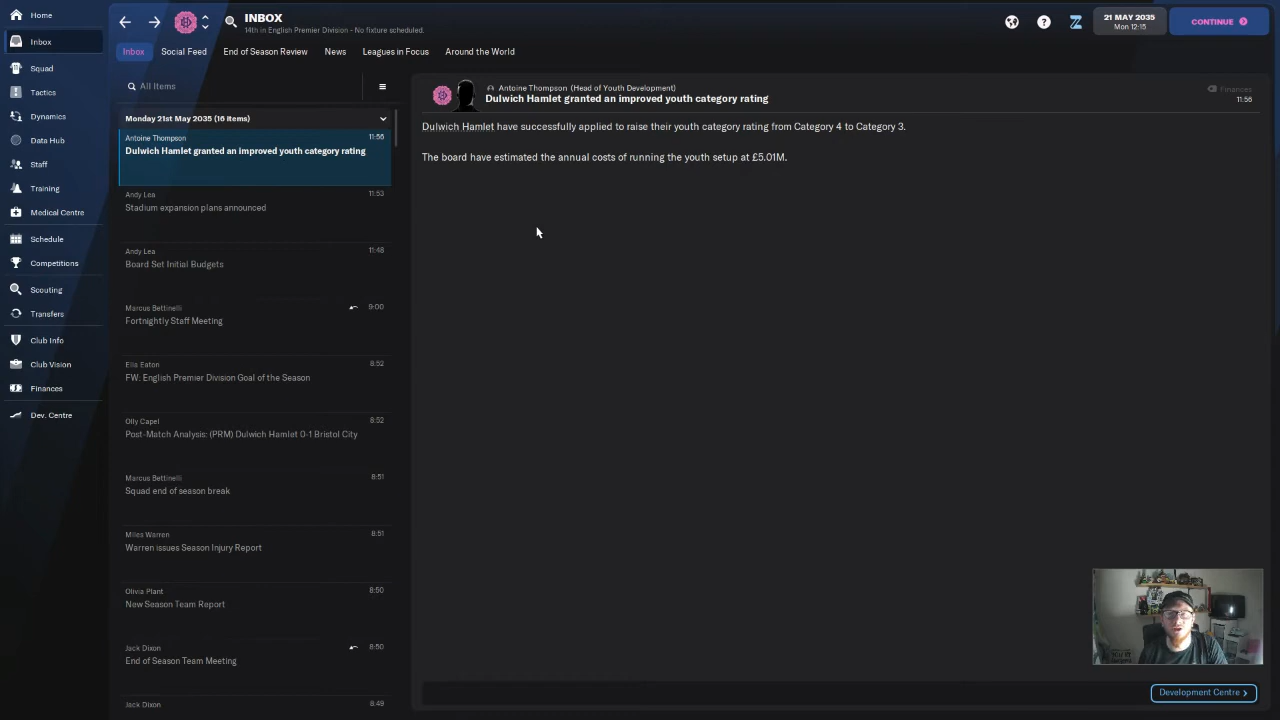 Home
Inbox
Squad
Tactics
Dynamics
Data Hub
Staff
Training
Medical Centre
Schedule
Competitions
Scouting
Transfers
Club Info
Club Vision
Finances
Dev. Centre
INBOX
14th in English Premier Division - No fixture scheduled.
21 MAY 2035
Mon 12:15
CONTINUE
Inbox
Social Feed
End of Season Review
News
Leagues in Focus
Around the World
All Items
Monday 21st May 2035 (16 items)
Antoine Thompson 11:56
Dulwich Hamlet granted an improved youth category rating
Andy Lea 11:53
Stadium expansion plans announced
Andy Lea 11:48
Board Set Initial Budgets
Marcus Bettinelli 9:00
Fortnightly Staff Meeting
Ella Eaton 8:52
FW: English Premier Division Goal of the Season
Olly Capel 8:52
Post-Match Analysis: (PRM) Dulwich Hamlet 0-1 Bristol City
Marcus Bettinelli 8:51
Squad end of season break
Miles Warren 8:51
Warren issues Season Injury Report
Olivia Plant 8:50
New Season Team Report
Jack Dixon 8:50
End of Season Team Meeting
Jack Dixon 8:49
Antoine Thompson (Head of Youth Development)
Dulwich Hamlet granted an improved youth category rating
Finances
11:56
Dulwich Hamlet have successfully applied to raise their youth category rating from Category 4 to Category 3.
The board have estimated the annual costs of running the youth setup at £5.01M.
Development Centre